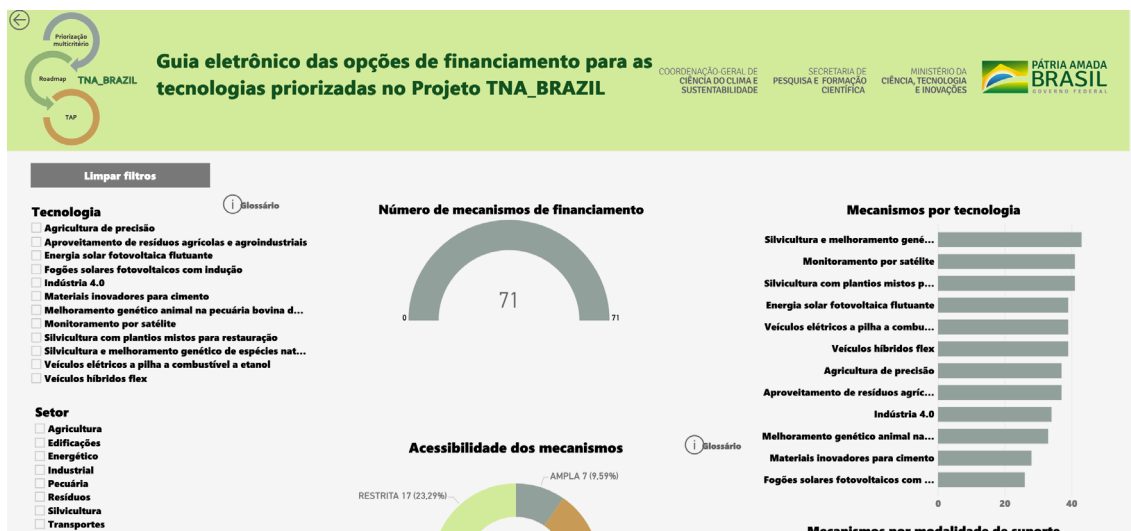 Priorização
multicritério
Roadmap
TNA_BRAZIL
TAP
Guia eletrônico das opções de financiamento para as
tecnologias priorizadas no Projeto TNA_BRAZIL
COORDENAÇÃO-GERAL DE
CIÊNCIA DO CLIMA E
SUSTENTABILIDADE
SECRETARIA DE
PESQUISA E FORMAÇÃO
CIENTÍFICA
MINISTÉRIO DA
CIÊNCIA, TECNOLOGIA
E INOVAÇÕES
PÁTRIA AMADA
BRASIL
GOVERNO FEDERAL
Limpar filtros
Tecnologia
i Glossário
Agricultura de precisão
Aproveitamento de resíduos agrícolas e agroindustriais
Energia solar fotovoltaica flutuante
Fogões solares fotovoltaicos com indução
Indústria 4.0
Materiais inovadores para cimento
Melhoramento genético animal na pecuária bovina d...
Monitoramento por satélite
Silvicultura com plantios mistos para restauração
Silvicultura e melhoramento genético de espécies nat...
Veículos elétricos a pilha a combustível a etanol
Veículos híbridos flex
Setor
Agricultura
Edificações
Energético
Industrial
Pecuária
Resíduos
Silvicultura
Transportes
Número de mecanismos de financiamento
71
0
71
Acessibilidade dos mecanismos
i Glossário
AMPLA 7 (9,59%)
RESTRITA 17 (23,29%)
Mecanismos por tecnologia
Silvicultura e melhoramento gené...
Monitoramento por satélite
Silvicultura com plantios mistos p...
Energia solar fotovoltaica flutuante
Veículos elétricos a pilha a combu...
Veículos híbridos flex
Agricultura de precisão
Aproveitamento de resíduos agríc...
Indústria 4.0
Melhoramento genético animal na...
Materiais inovadores para cimento
Fogões solares fotovoltaicos com ...
0 20 40
Mecanismos por modalidade de suporte